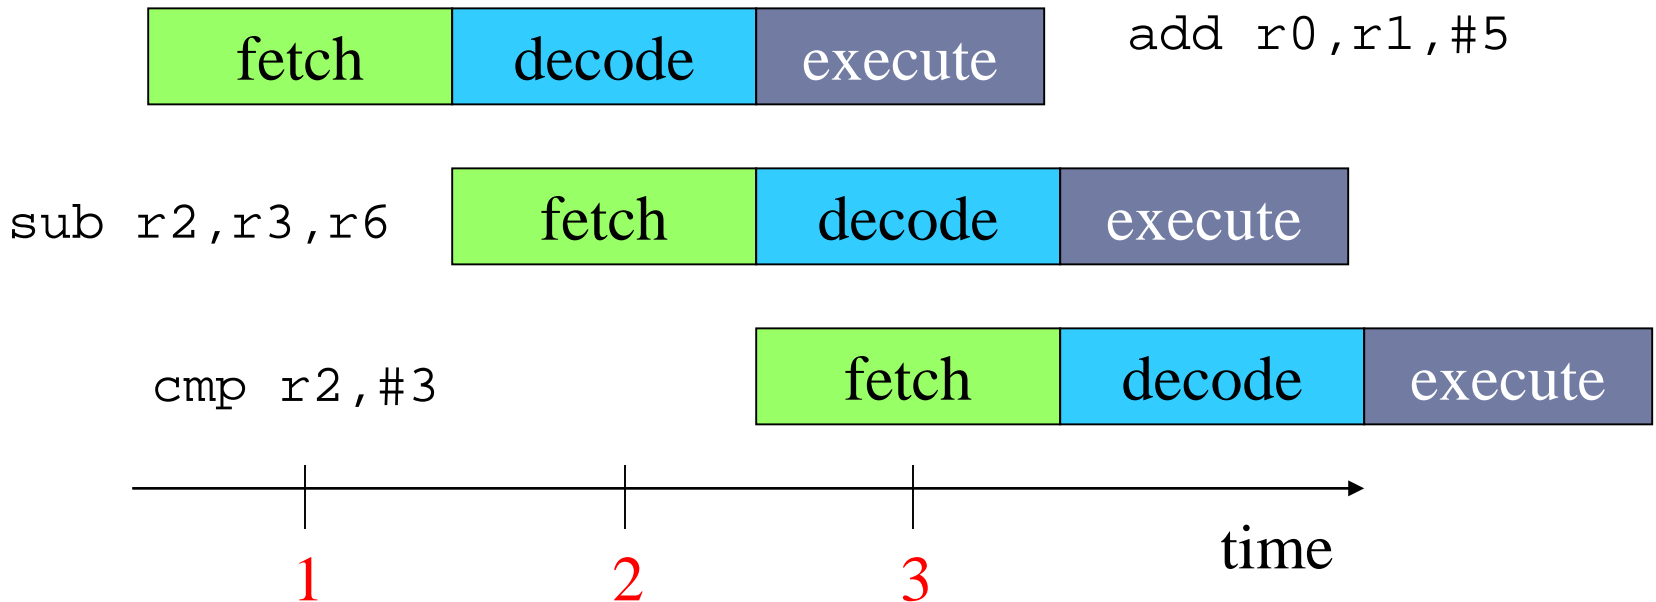 fetch decode execute add r0,r1,#5
sub r2,r3,r6 fetch decode execute
cmp r2,#3 fetch decode execute
1 2 3 time